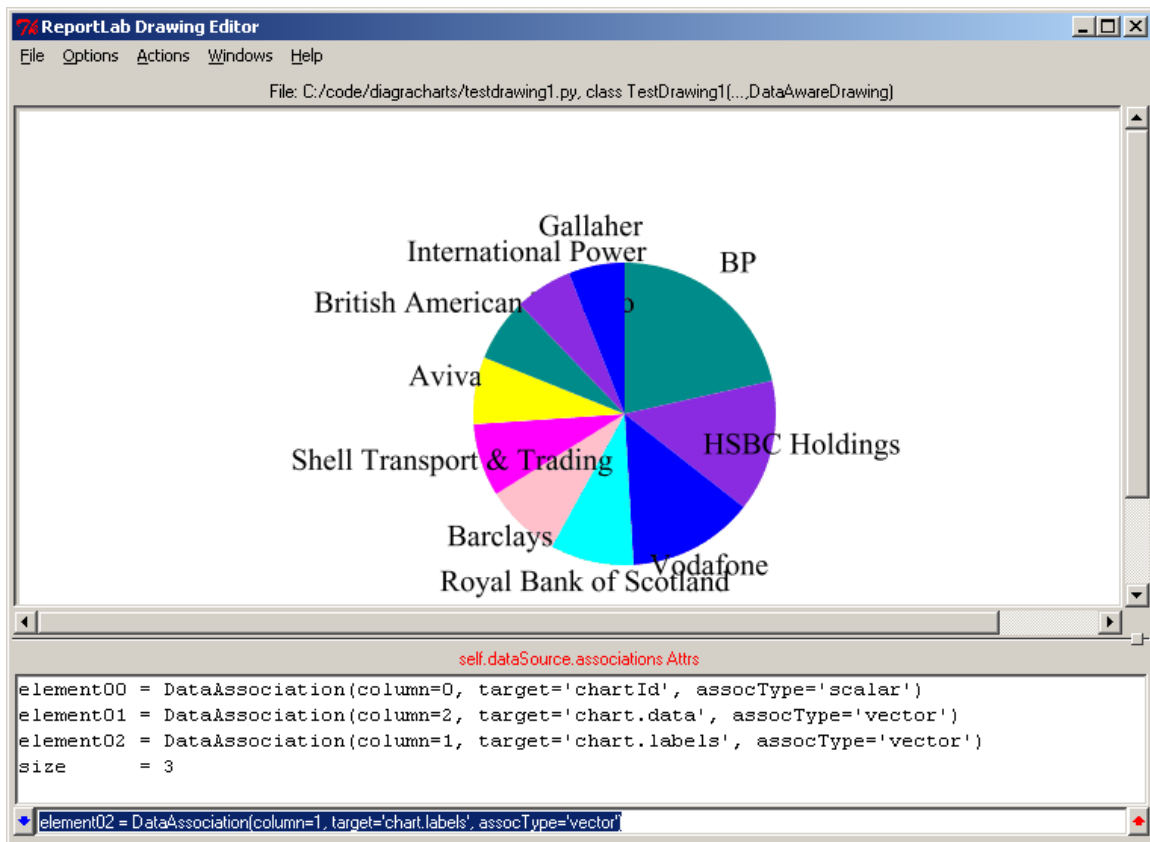 ReportLab Drawing Editor
File Options Actions Windows Help
File: C:/code/diagracharts/testdrawing1.py, class TestDrawing1(...,DataAwareDrawing)
Gallaher
International Power
BP
British American o
Aviva
HSBC Holdings
Shell Transport & Trading
Barclays
Vodafone
Royal Bank of Scotland
self.dataSource.associations Attrs
element00 = DataAssociation(column=0, target='chartId', assocType='scalar')
element01 = DataAssociation(column=2, target='chart.data', assocType='vector')
element02 = DataAssociation(column=1, target='chart.labels', assocType='vector')
size = 3
element02 = DataAssociation(column=1, target='chart.labels', assocType='vector')